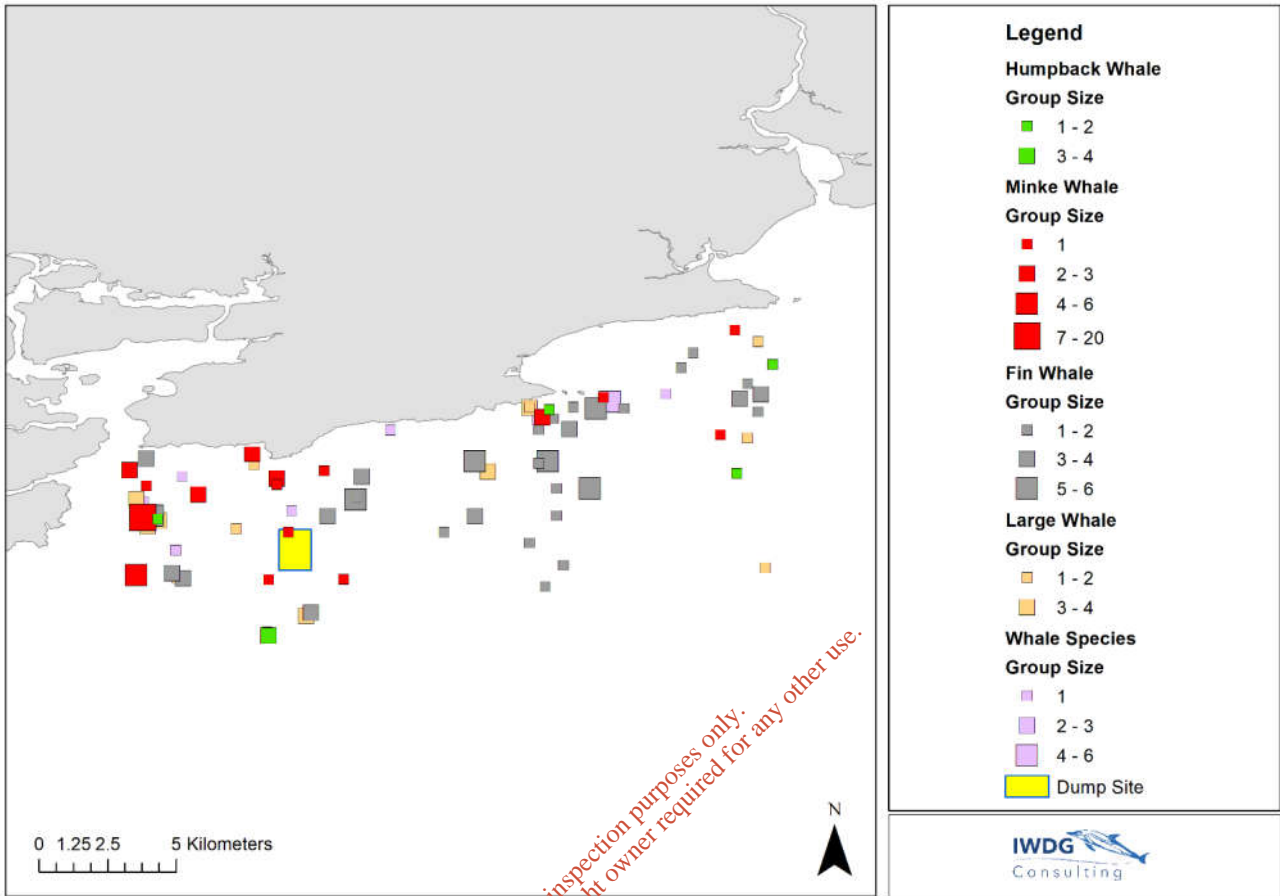 Legend
Humpback Whale
Group Size
1 - 2
3 - 4
Minke Whale
Group Size
1
2 - 3
4 - 6
7 - 20
Fin Whale
Group Size
1 - 2
3 - 4
5 - 6
Large Whale
Group Size
1 - 2
3 - 4
Whale Species
Group Size
1
2 - 3
4 - 6
Dump Site
inspection purposes only.
owner required for any other use.
N
0 1.25 2.5 5 Kilometers
IWDG
Consulting